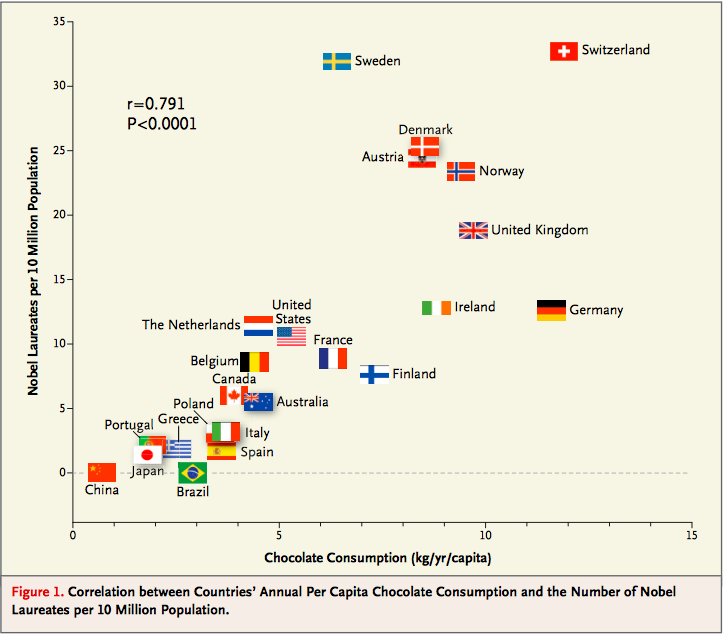 35
30
25
20
15
10
5
0
Nobel Laureates per 10 Million Population
r=0.791
P<0.0001
Sweden
Switzerland
Denmark
Austria
Norway
United Kingdom
Ireland
Germany
United
States
The Netherlands
France
Belgium
Finland
Canada
Australia
Poland
Greece
Portugal
Italy
Spain
Japan
China
Brazil
0
5
10
15
Chocolate Consumption (kg/yr/capita)
Figure 1. Correlation between Countries' Annual Per Capita Chocolate Consumption and the Number of Nobel
Laureates per 10 Million Population.